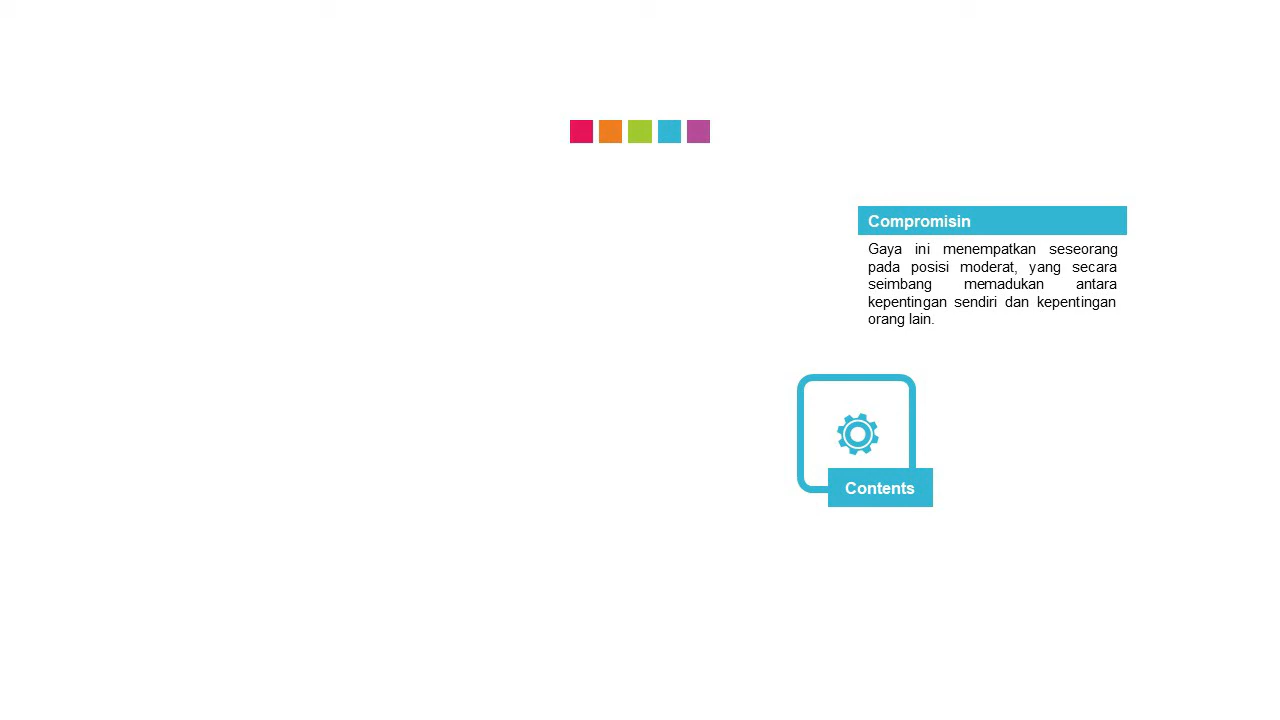 Compromisin
Gaya ini menempatkan seseorang
pada posisi moderat, yang secara
seimbang memadukan antara
kepentingan sendiri dan kepentingan
orang lain.
Contents